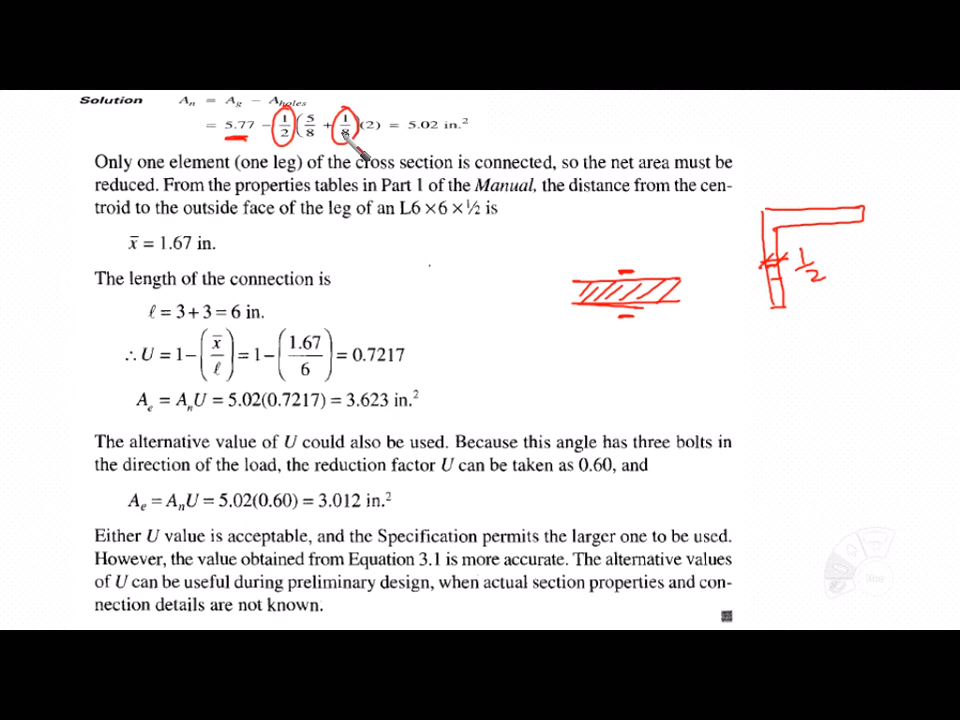 Solution Aₙ = A_g − A_holes
= 5.77 − 1/2 (5/8 + 1/8)(2) = 5.02 in.²
Only one element (one leg) of the cross section is connected, so the net area must be
reduced. From the properties tables in Part 1 of the Manual, the distance from the cen-
troid to the outside face of the leg of an L6 ×6 ×½ is
x̄ = 1.67 in.
The length of the connection is
ℓ = 3 + 3 = 6 in.
∴ U = 1 − (x̄/ℓ) = 1 − (1.67/6) = 0.7217
Aₑ = AₙU = 5.02(0.7217) = 3.623 in.²
1/2
The alternative value of U could also be used. Because this angle has three bolts in
the direction of the load, the reduction factor U can be taken as 0.60, and
Aₑ = AₙU = 5.02(0.60) = 3.012 in.²
Either U value is acceptable, and the Specification permits the larger one to be used.
However, the value obtained from Equation 3.1 is more accurate. The alternative values
of U can be useful during preliminary design, when actual section properties and con-
nection details are not known.